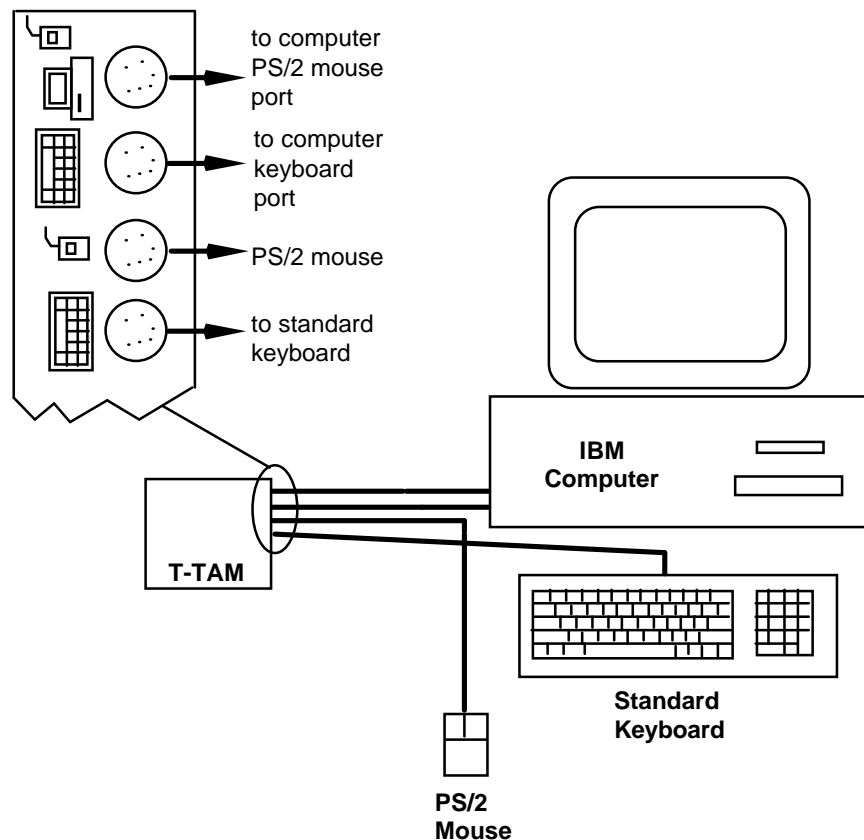 to computer
PS/2 mouse
port
to computer
keyboard
port
PS/2 mouse
to standard
keyboard
IBM
Computer
T-TAM
Standard
Keyboard
PS/2
Mouse